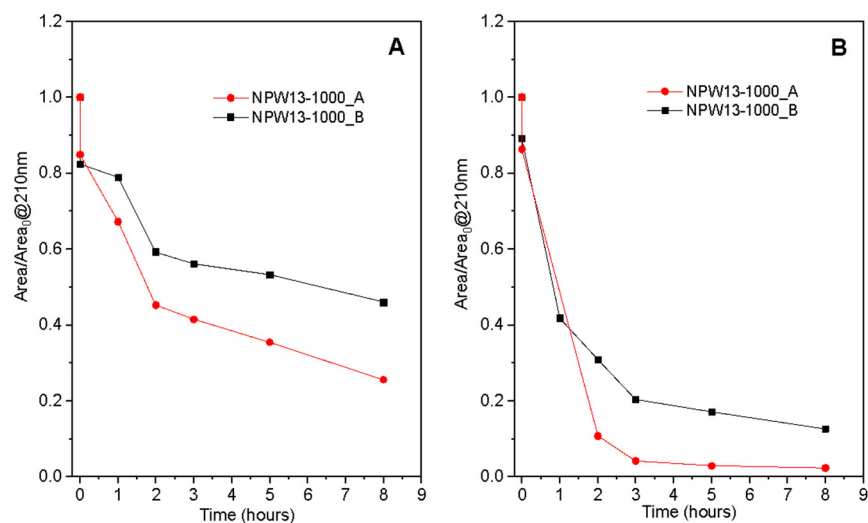 A
NPW13-1000_A
NPW13-1000_B
Area/Area₀@210nm
1.2
1.0
0.8
0.6
0.4
0.2
0.0
0 1 2 3 4 5 6 7 8 9
Time (hours)
B
NPW13-1000_A
NPW13-1000_B
Area/Area₀@210nm
1.2
1.0
0.8
0.6
0.4
0.2
0.0
0 1 2 3 4 5 6 7 8 9
Time (hours)